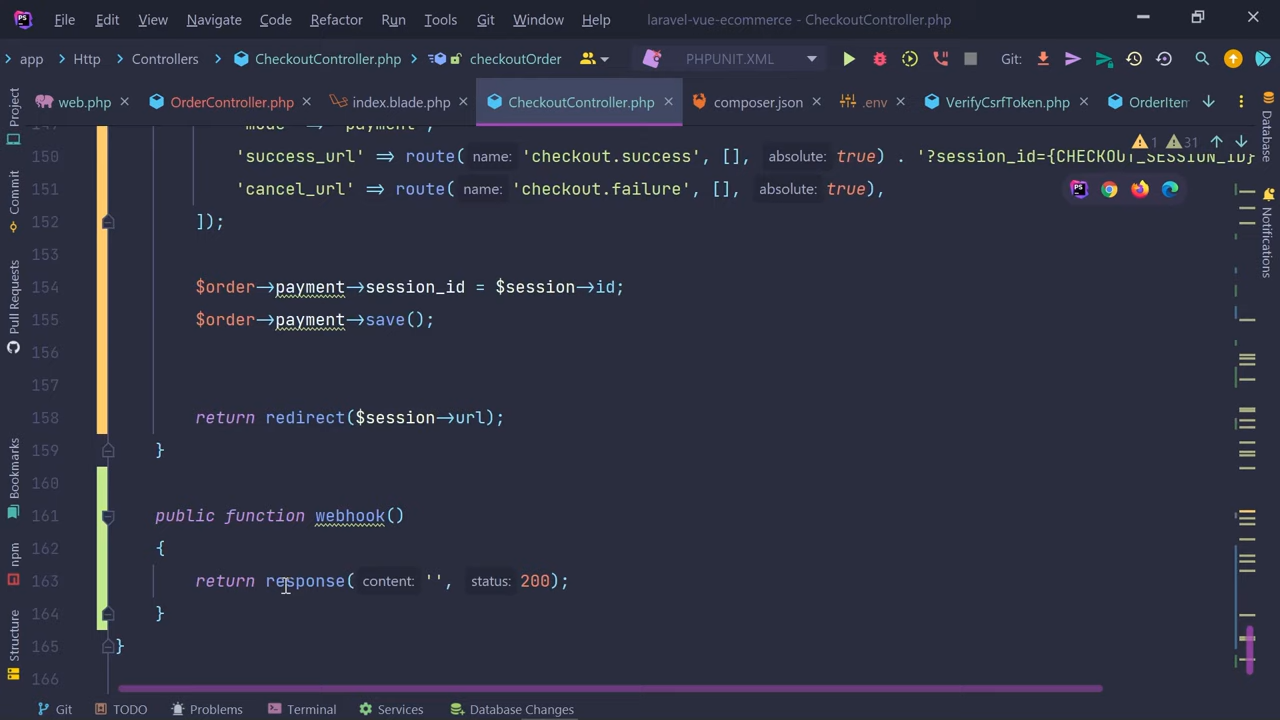 File Edit View Navigate Code Refactor Run Tools Git Window Help laravel-vue-ecommerce - CheckoutController.php
app Http Controllers CheckoutController.php checkoutOrder PHPUNIT.XML Git:
web.php OrderController.php index.blade.php CheckoutController.php composer.json .env VerifyCsrfToken.php OrderItem
'mode' => 'payment',
150 'success_url' => route( name: 'checkout.success', [], absolute: true) . '?session_id={CHECKOUT_SESSION_ID}
1 31
151 'cancel_url' => route( name: 'checkout.failure', [], absolute: true),
152 ]);
153
154 $order->payment->session_id = $session->id;
155 $order->payment->save();
156
157
158 return redirect($session->url);
159 }
160
161 public function webhook()
162 {
163 return response( content: '', status: 200);
164 }
165 }
166
Project
Commit
Pull Requests
Bookmarks
npm
Structure
Database
Notifications
Git TODO Problems Terminal Services Database Changes